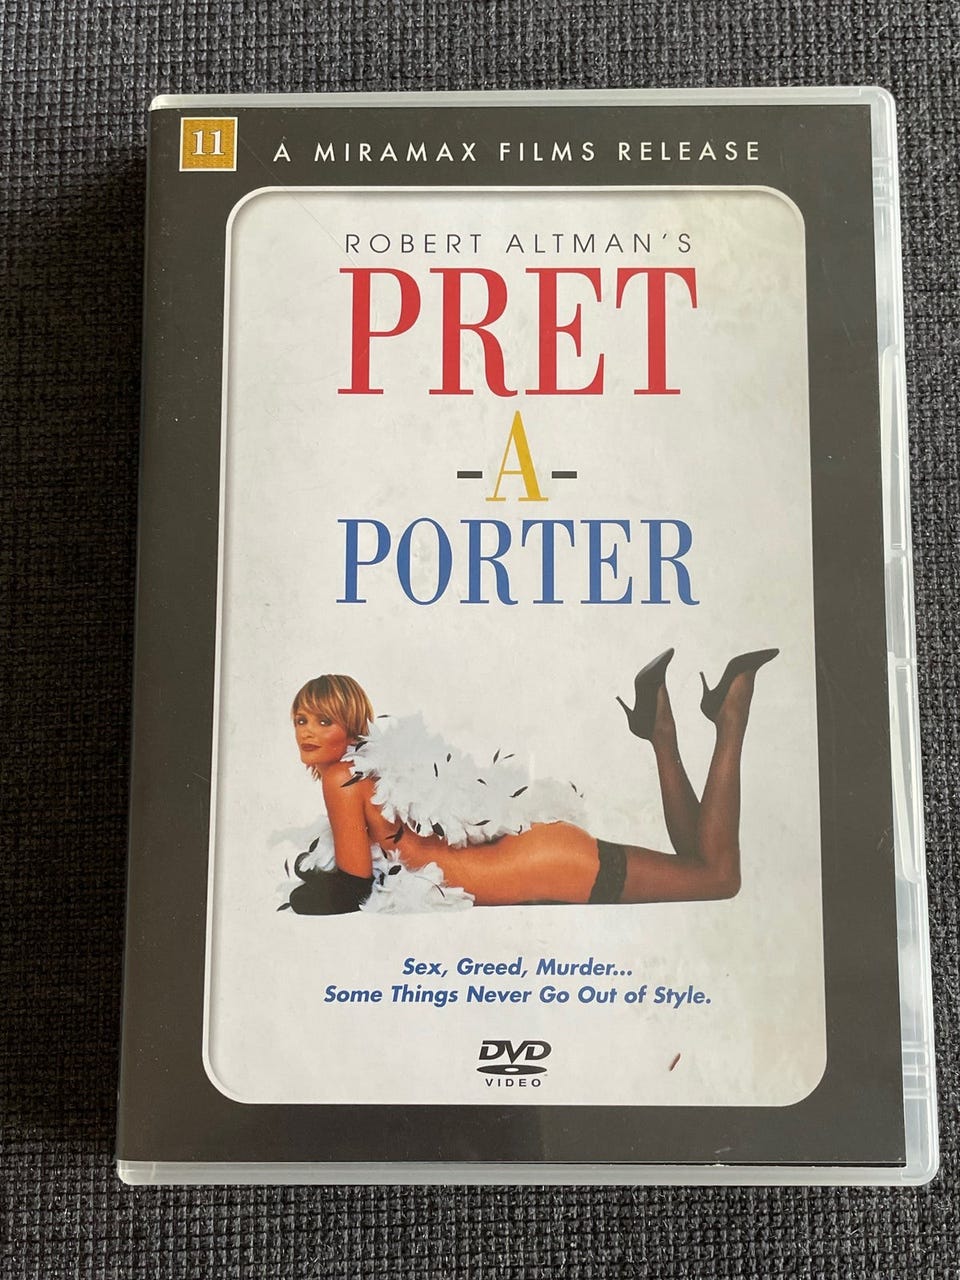 11
A MIRAMAX FILMS RELEASE
ROBERT ALTMAN'S
PRET
-A-
PORTER
Sex, Greed, Murder...
Some Things Never Go Out of Style.
DVD
VIDEO